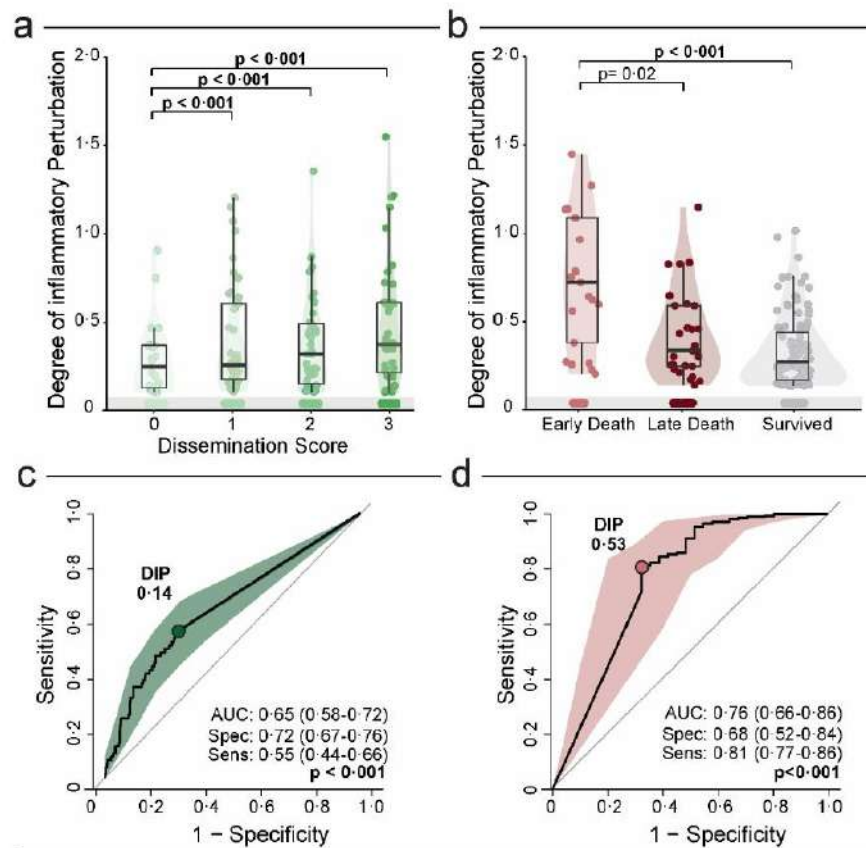 a
Degree of inflammatory Perturbation
2·0
1·5
1·0
0·5
0
p < 0·001
p < 0·001
p < 0·001
0 1 2 3
Dissemination Score
b
Degree of inflammatory Perturbation
2·0
1·5
1·0
0·5
0
p < 0·001
p= 0·02
Early Death Late Death Survived
c
Sensitivity
1·0
0·8
0·6
0·4
0·2
0
DIP
0·14
AUC: 0·65 (0·58-0·72)
Spec: 0·72 (0·67-0·76)
Sens: 0·55 (0·44-0·66)
p < 0·001
0 0·2 0·4 0·6 0·8 1·0
1 − Specificity
d
Sensitivity
1·0
0·8
0·6
0·4
0·2
0
DIP
0·53
AUC: 0·76 (0·66-0·86)
Spec: 0·68 (0·52-0·84)
Sens: 0·81 (0·77-0·86)
p<0·001
0 0·2 0·4 0·6 0·8 1·0
1 − Specificity